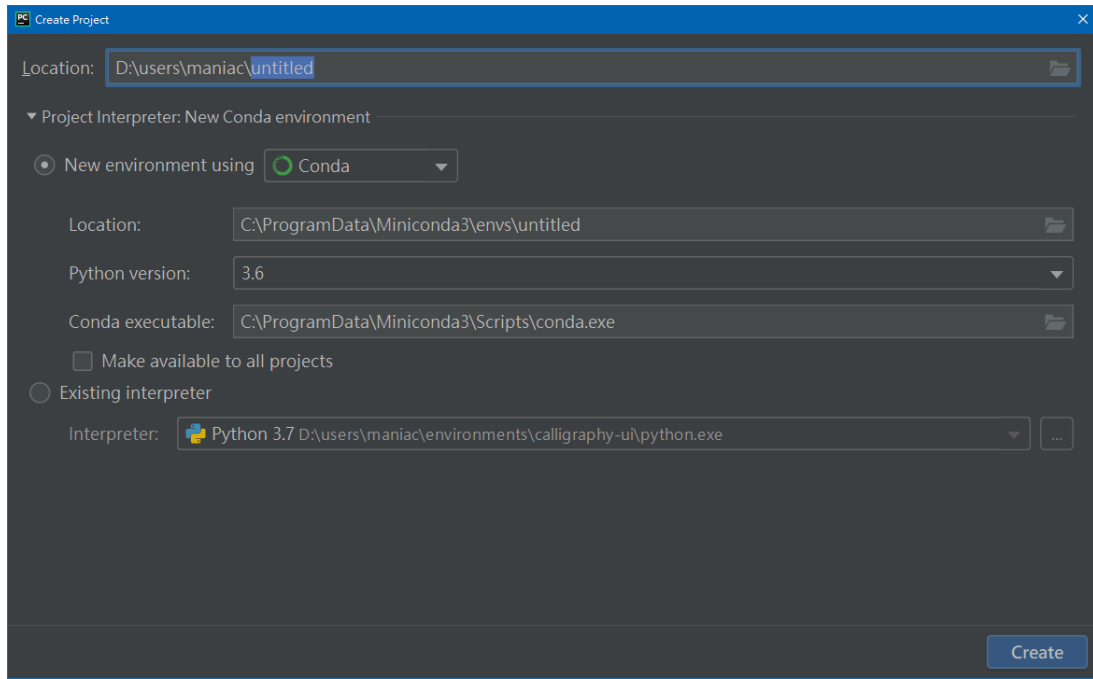 PC Create Project
Location: D:\users\maniac\untitled
Project Interpreter: New Conda environment
New environment using Conda
Location: C:\ProgramData\Miniconda3\envs\untitled
Python version: 3.6
Conda executable: C:\ProgramData\Miniconda3\Scripts\conda.exe
Make available to all projects
Existing interpreter
Interpreter: Python 3.7 D:\users\maniac\environments\calligraphy-ui\python.exe ...
Create